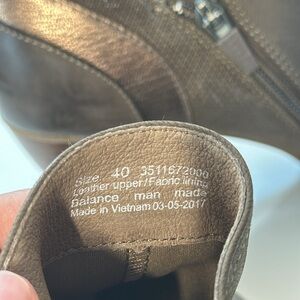 Size 40 3511672000
Leather upper/Fabric lining
Balance man made
Made in Vietnam 03-05-2017